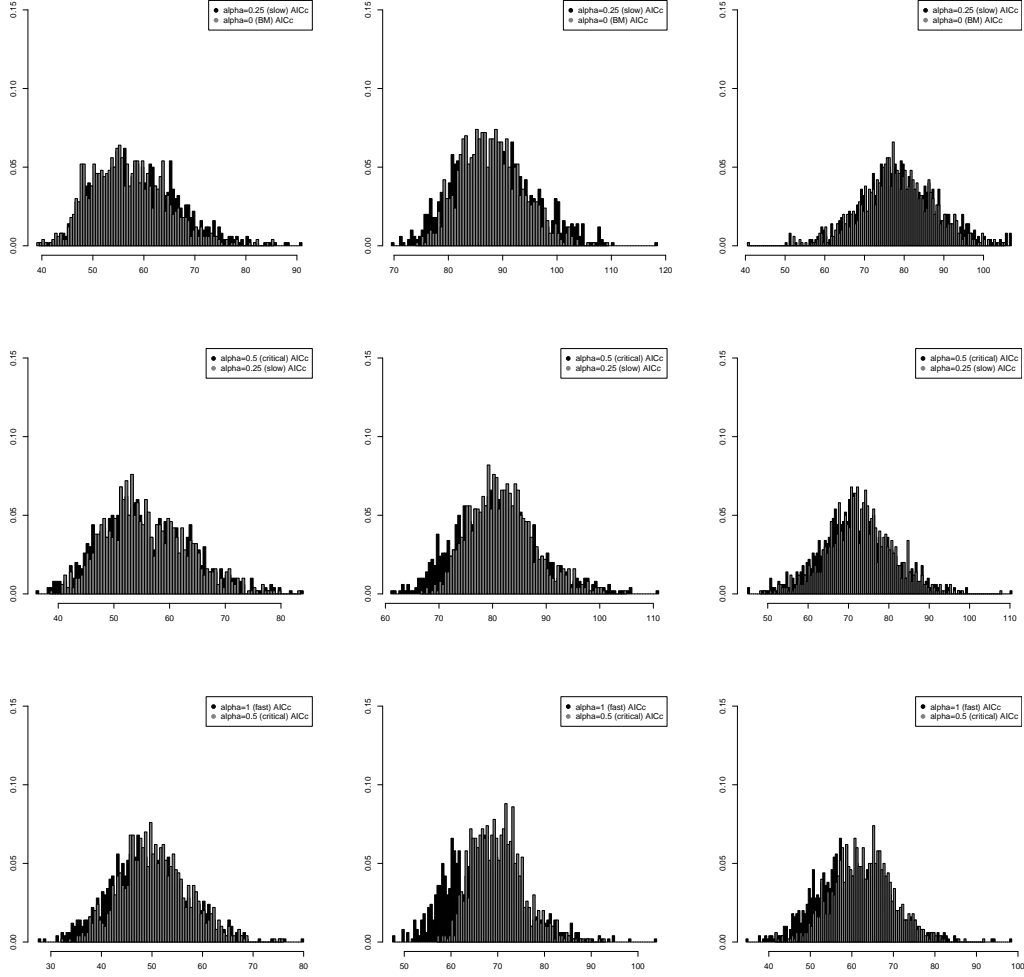 alpha=0.25 (slow) AICc
alpha=0 (BM) AICc
0.00 0.05 0.10 0.15
40 50 60 70 80 90
alpha=0.25 (slow) AICc
alpha=0 (BM) AICc
0.00 0.05 0.10 0.15
70 80 90 100 110 120
alpha=0.25 (slow) AICc
alpha=0 (BM) AICc
0.00 0.05 0.10 0.15
40 50 60 70 80 90 100
alpha=0.5 (critical) AICc
alpha=0.25 (slow) AICc
0.00 0.05 0.10 0.15
40 50 60 70 80
alpha=0.5 (critical) AICc
alpha=0.25 (slow) AICc
0.00 0.05 0.10 0.15
60 70 80 90 100 110
alpha=0.5 (critical) AICc
alpha=0.25 (slow) AICc
0.00 0.05 0.10 0.15
50 60 70 80 90 100 110
alpha=1 (fast) AICc
alpha=0.5 (critical) AICc
0.00 0.05 0.10 0.15
30 40 50 60 70 80
alpha=1 (fast) AICc
alpha=0.5 (critical) AICc
0.00 0.05 0.10 0.15
50 60 70 80 90 100
alpha=1 (fast) AICc
alpha=0.5 (critical) AICc
0.00 0.05 0.10 0.15
40 50 60 70 80 90 100